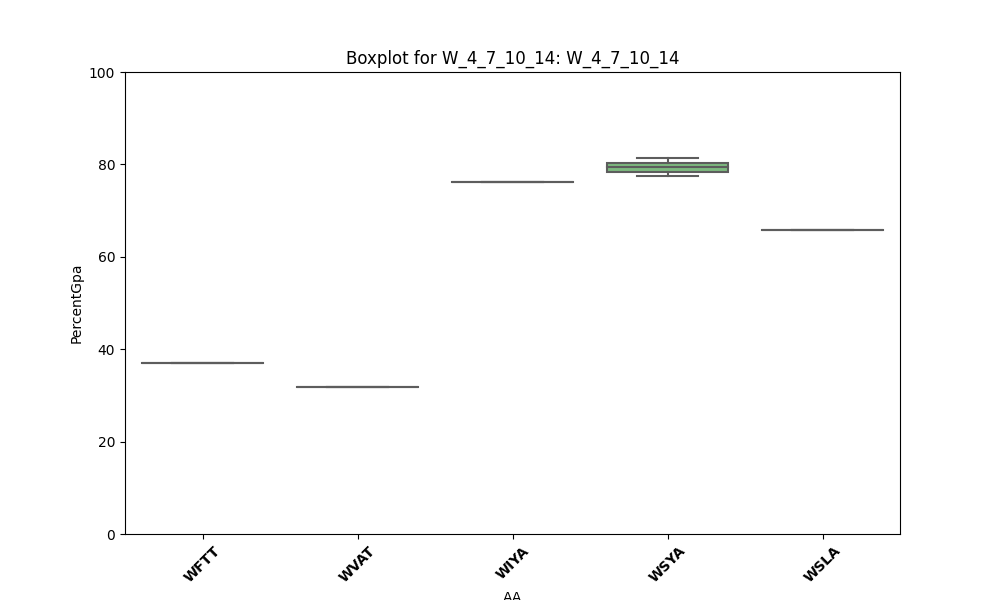 Boxplot for W_4_7_10_14: W_4_7_10_14
100
80
60
40
20
0
PercentGpa
WFTT
WVAT
WIYA
WSYA
WSLA
AA